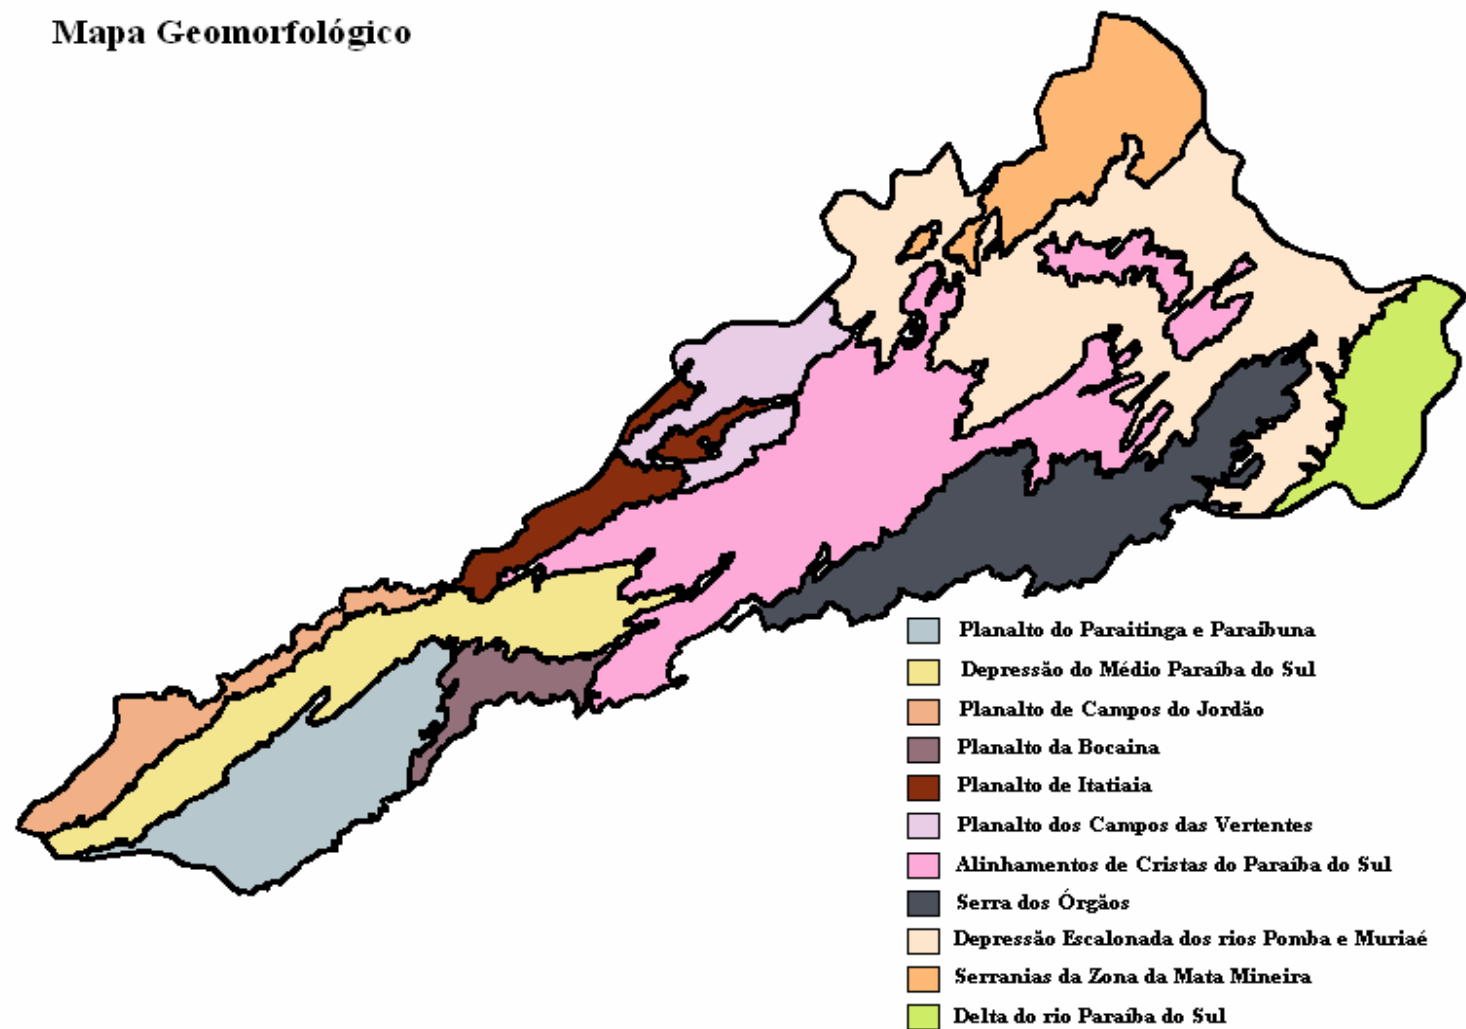 Mapa Geomorfológico
Planalto do Paraitinga e Paraibuna
Depressão do Médio Paraíba do Sul
Planalto de Campos do Jordão
Planalto da Bocaina
Planalto de Itatiaia
Planalto dos Campos das Vertentes
Alinhamentos de Cristas do Paraíba do Sul
Serra dos Órgãos
Depressão Escalonada dos rios Pomba e Muriaé
Serranias da Zona da Mata Mineira
Delta do rio Paraíba do Sul